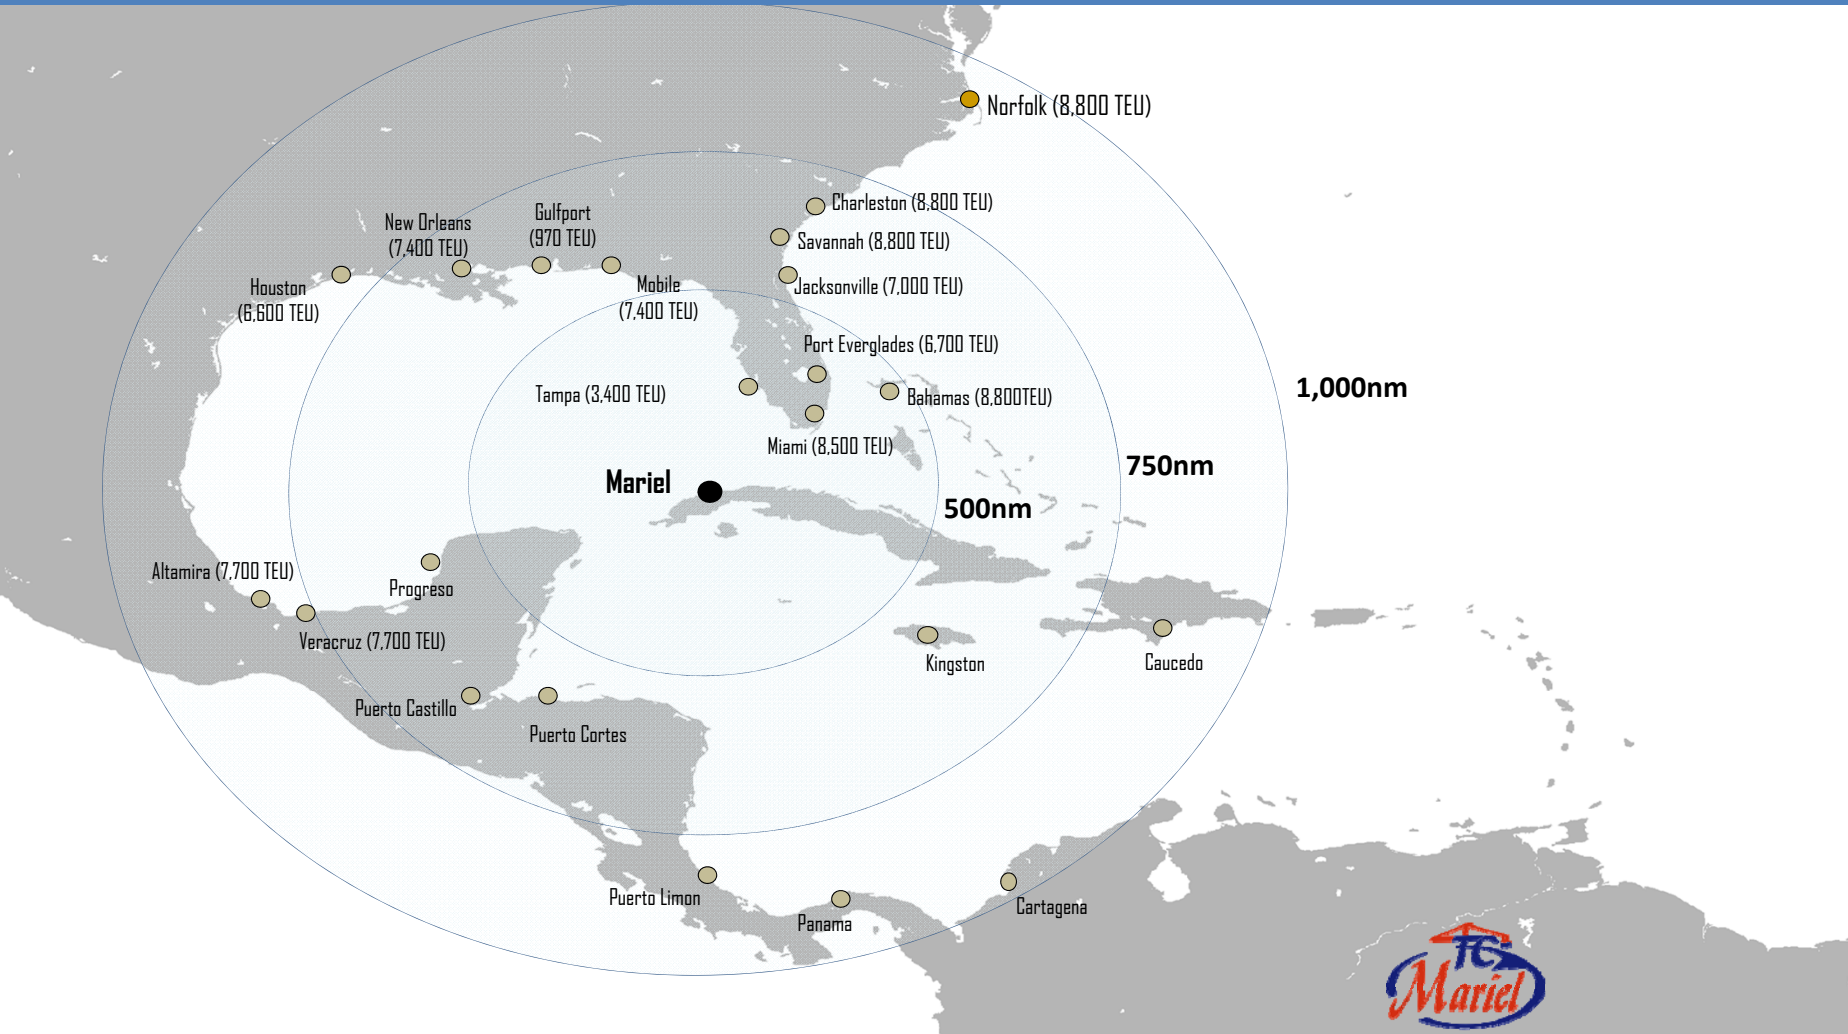 Norfolk (8,800 TEU)
Charleston (8,800 TEU)
Gulfport
(970 TEU)
New Orleans
(7,400 TEU)
Savannah (8,800 TEU)
Houston
(6,600 TEU)
Mobile
(7,400 TEU)
Jacksonville (7,000 TEU)
Port Everglades (6,700 TEU)
1,000nm
Tampa (3,400 TEU)
Bahamas (8,800TEU)
Miami (8,500 TEU)
750nm
Mariel
500nm
Altamira (7,700 TEU)
Progreso
Veracruz (7,700 TEU)
Kingston
Caucedo
Puerto Castillo
Puerto Cortes
Puerto Limon
Panama
Cartagena
TC
Mariel